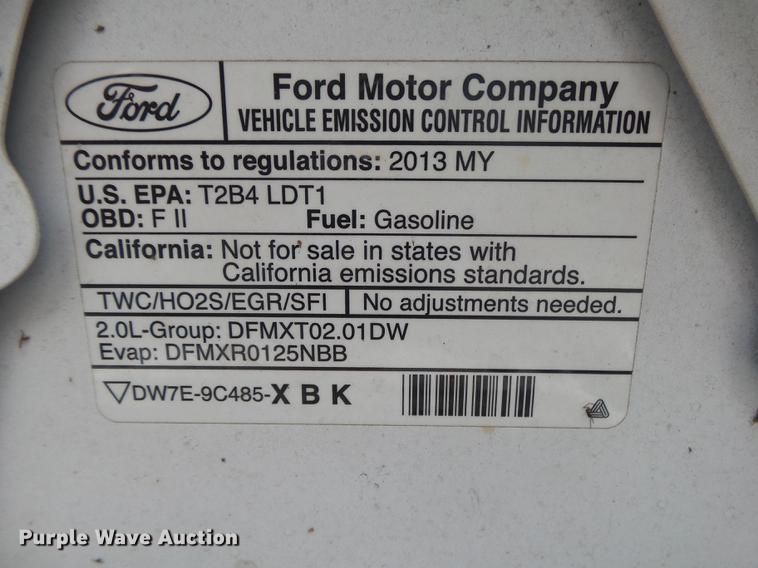 Ford
Ford Motor Company
VEHICLE EMISSION CONTROL INFORMATION
Conforms to regulations: 2013 MY
U.S. EPA: T2B4 LDT1
OBD: F II Fuel: Gasoline
California: Not for sale in states with
California emissions standards.
TWC/HO2S/EGR/SFI No adjustments needed.
2.0L-Group: DFMXT02.01DW
Evap: DFMXR0125NBB
▽DW7E-9C485-X B K
Purple Wave Auction